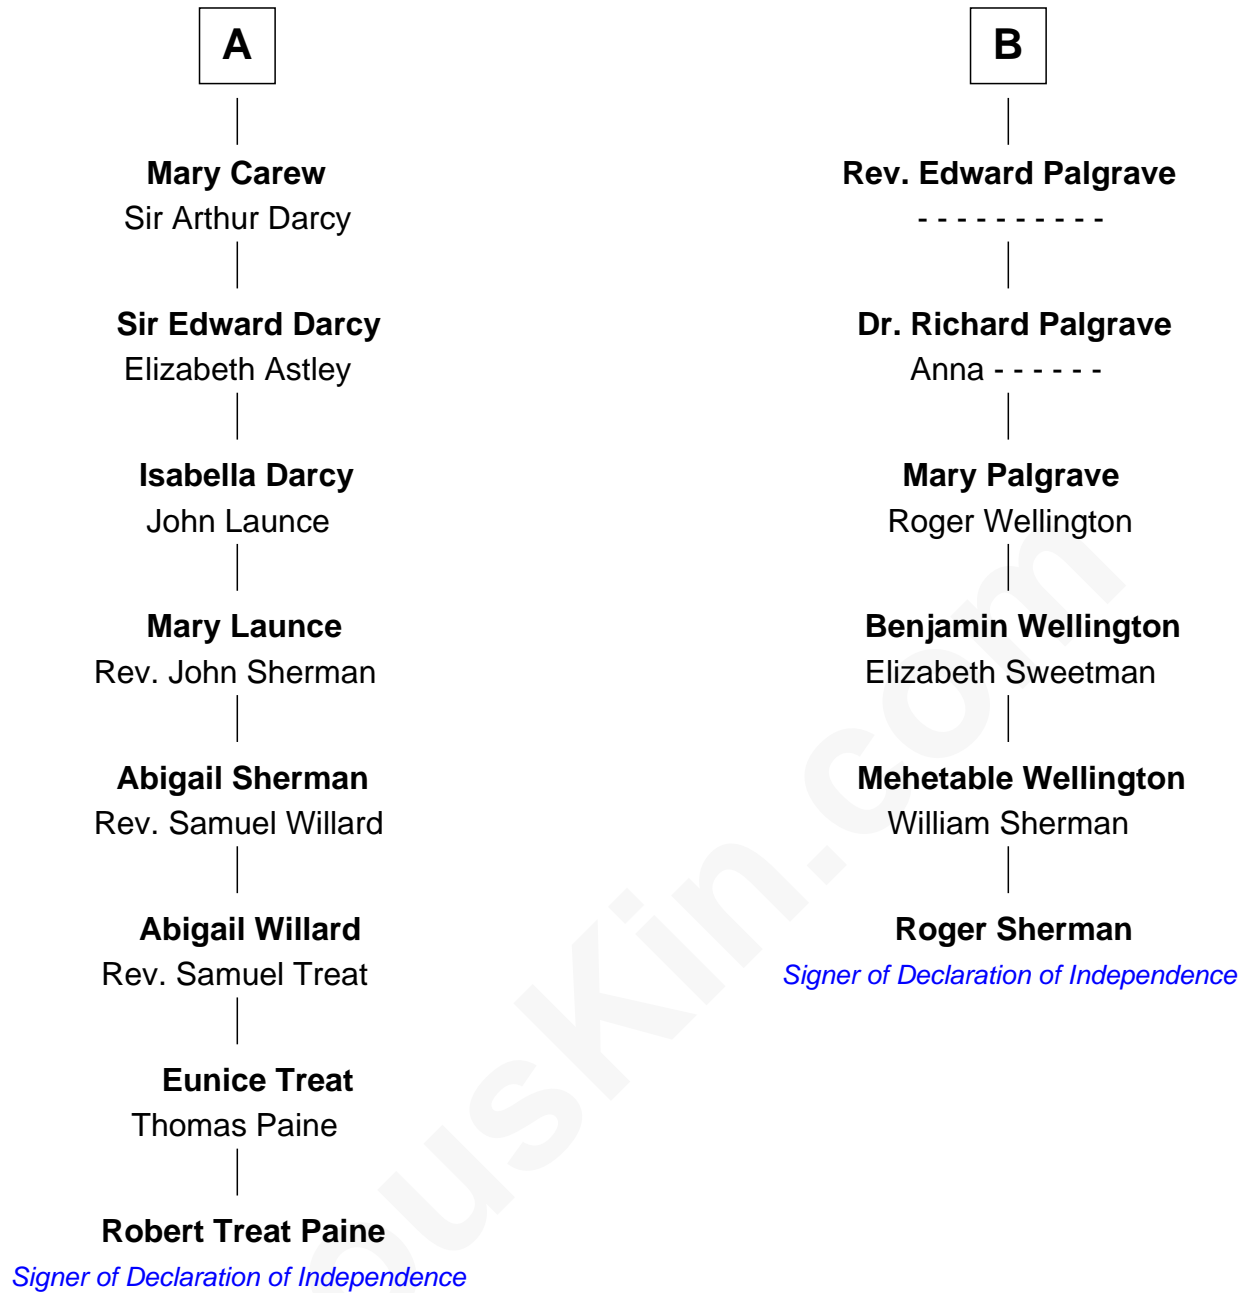 A
Mary Carew
Sir Arthur Darcy
Sir Edward Darcy
Elizabeth Astley
Isabella Darcy
John Launce
Mary Launce
Rev. John Sherman
Abigail Sherman
Rev. Samuel Willard
Abigail Willard
Rev. Samuel Treat
Eunice Treat
Thomas Paine
Robert Treat Paine
Signer of Declaration of Independence
B
Rev. Edward Palgrave
- - - - - - - - - -
Dr. Richard Palgrave
Anna - - - - - -
Mary Palgrave
Roger Wellington
Benjamin Wellington
Elizabeth Sweetman
Mehetable Wellington
William Sherman
Roger Sherman
Signer of Declaration of Independence
ousKin.com